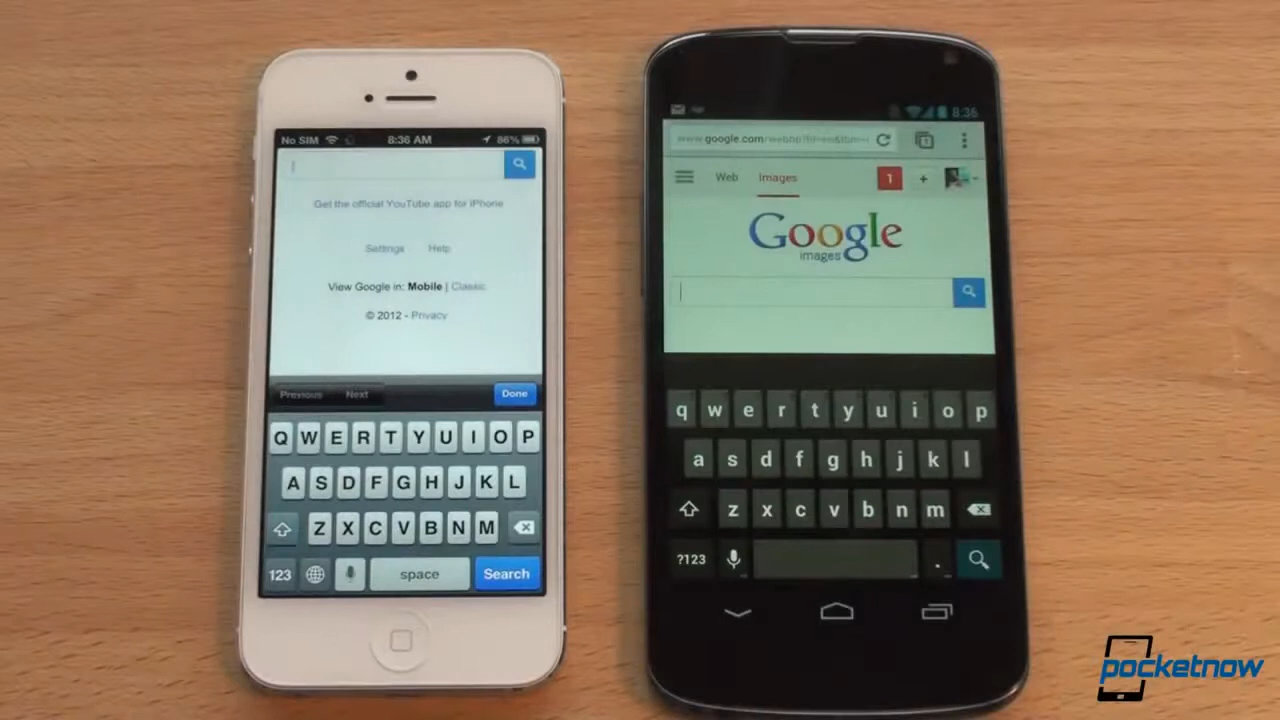 No SIM 8:36 AM 86%
Get the official YouTube app for iPhone
Settings Help
View Google in: Mobile | Classic
© 2012 - Privacy
Previous Next Done
Q W E R T Y U I O P
A S D F G H J K L
Z X C V B N M
123 space Search
8:36
www.google.com/
Web Images 1 +
Google
images
q w e r t y u i o p
a s d f g h j k l
z x c v b n m
?123 .
pocketnow